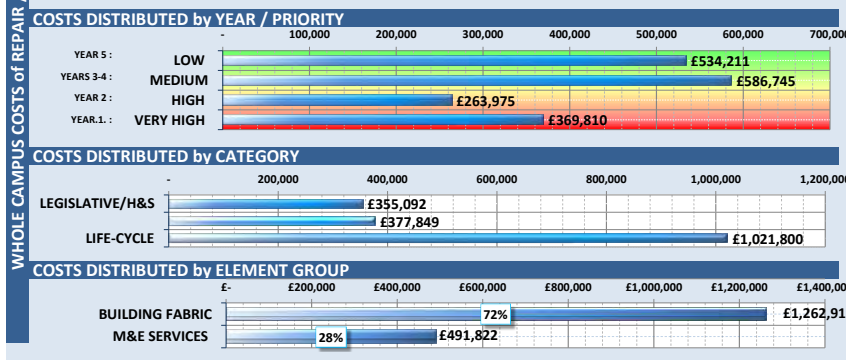 WHOLE CAMPUS COSTS of REPAIR /
COSTS DISTRIBUTED by YEAR / PRIORITY
- 100,000 200,000 300,000 400,000 500,000 600,000 700,000
YEAR 5 : LOW £534,211
YEARS 3-4 : MEDIUM £586,745
YEAR 2 : HIGH £263,975
YEAR.1. : VERY HIGH £369,810
COSTS DISTRIBUTED by CATEGORY
- 200,000 400,000 600,000 800,000 1,000,000 1,200,000
LEGISLATIVE/H&S £355,092
£377,849
LIFE-CYCLE £1,021,800
COSTS DISTRIBUTED by ELEMENT GROUP
£- £200,000 £400,000 £600,000 £800,000 £1,000,000 £1,200,000 £1,400,
BUILDING FABRIC 72% £1,262,91
M&E SERVICES 28% £491,822